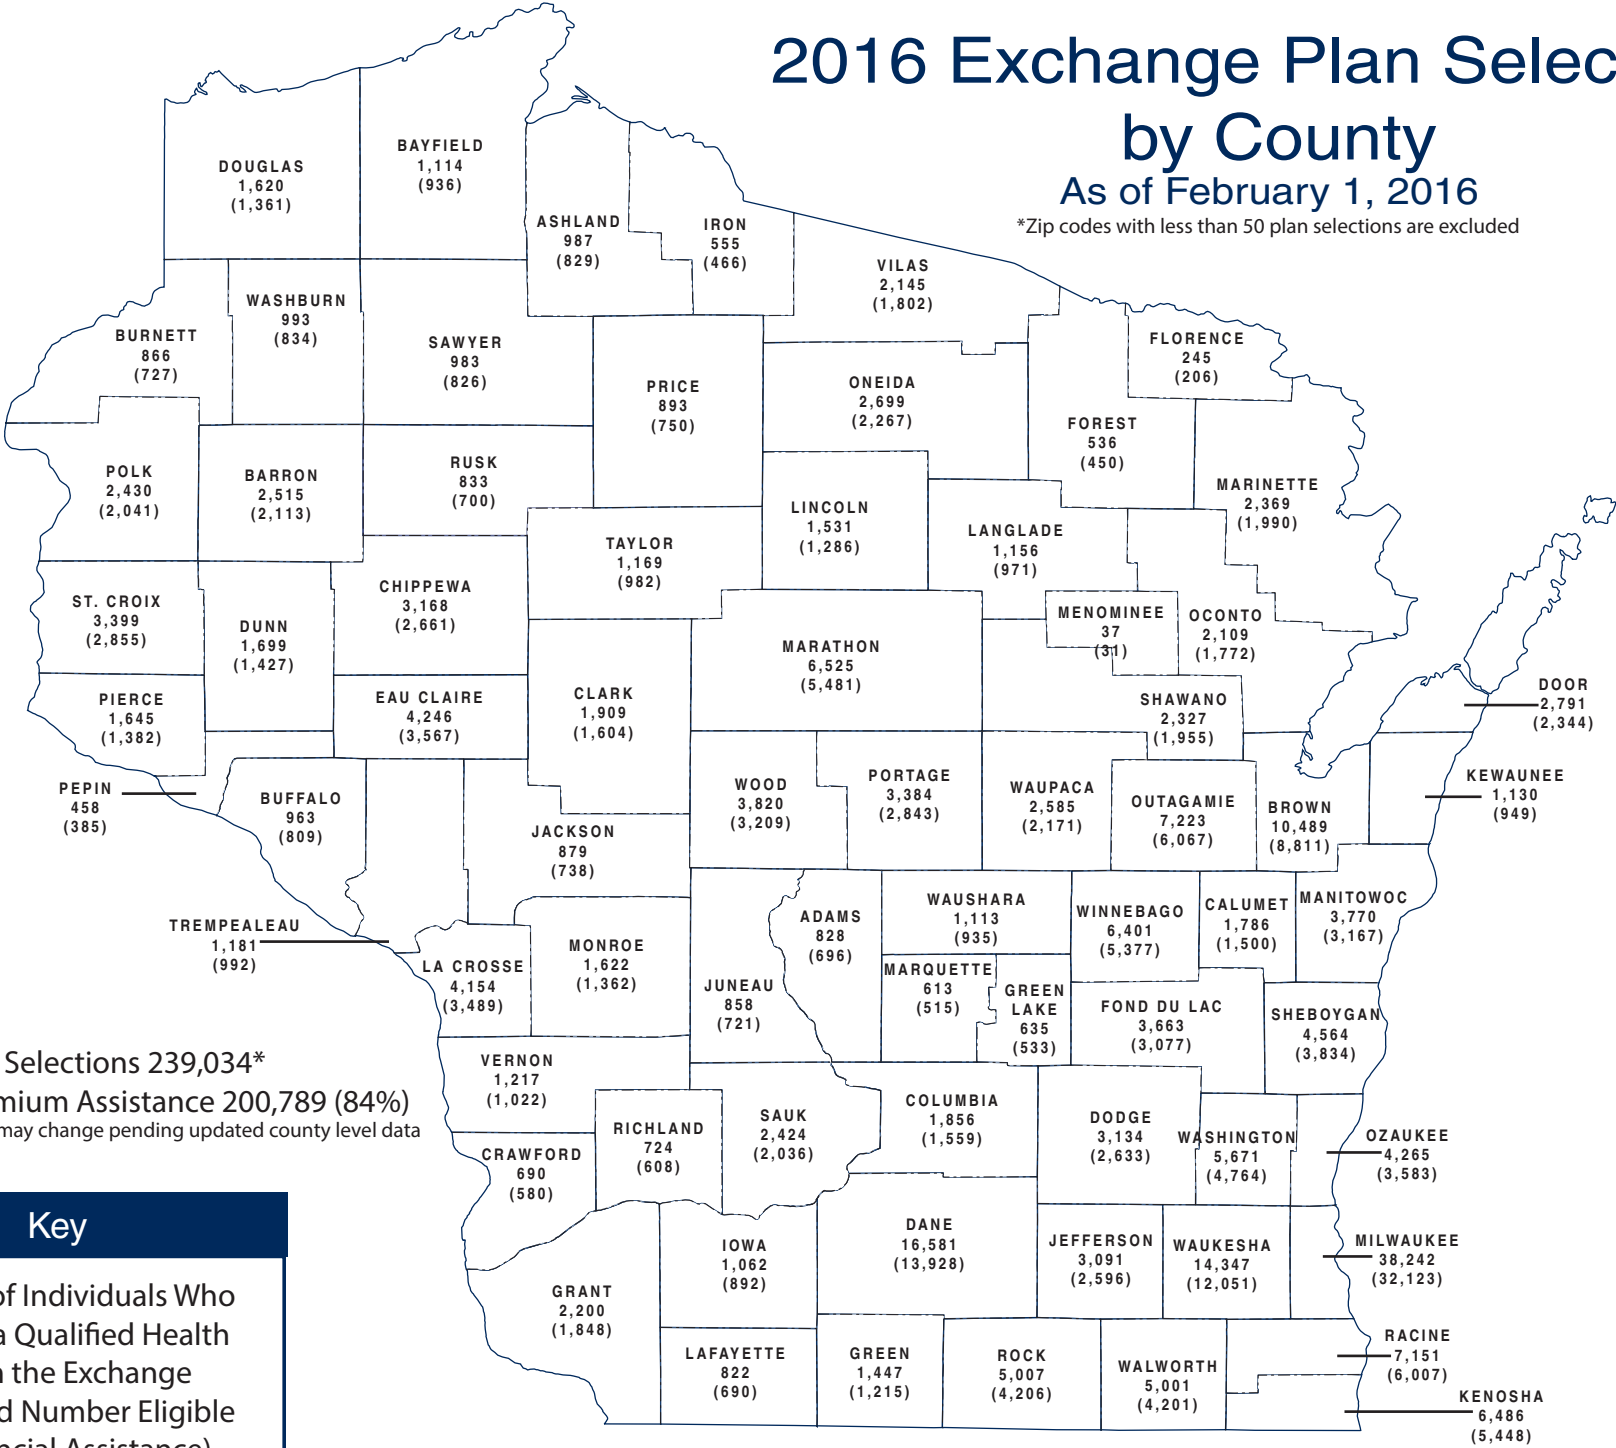 2016 Exchange Plan Selec
by County
As of February 1, 2016
*Zip codes with less than 50 plan selections are excluded
DOUGLAS
1,620
(1,361)
BAYFIELD
1,114
(936)
ASHLAND
987
(829)
IRON
555
(466)
VILAS
2,145
(1,802)
BURNETT
866
(727)
WASHBURN
993
(834)
SAWYER
983
(826)
PRICE
893
(750)
ONEIDA
2,699
(2,267)
FLORENCE
245
(206)
FOREST
536
(450)
MARINETTE
2,369
(1,990)
POLK
2,430
(2,041)
BARRON
2,515
(2,113)
RUSK
833
(700)
TAYLOR
1,169
(982)
LINCOLN
1,531
(1,286)
LANGLADE
1,156
(971)
ST. CROIX
3,399
(2,855)
DUNN
1,699
(1,427)
CHIPPEWA
3,168
(2,661)
MARATHON
6,525
(5,481)
MENOMINEE
37
(31)
OCONTO
2,109
(1,772)
PIERCE
1,645
(1,382)
EAU CLAIRE
4,246
(3,567)
CLARK
1,909
(1,604)
SHAWANO
2,327
(1,955)
DOOR
2,791
(2,344)
PEPIN
458
(385)
BUFFALO
963
(809)
JACKSON
879
(738)
WOOD
3,820
(3,209)
PORTAGE
3,384
(2,843)
WAUPACA
2,585
(2,171)
OUTAGAMIE
7,223
(6,067)
BROWN
10,489
(8,811)
KEWAUNEE
1,130
(949)
TREMPEALEAU
1,181
(992)
LA CROSSE
4,154
(3,489)
MONROE
1,622
(1,362)
JUNEAU
858
(721)
ADAMS
828
(696)
WAUSHARA
1,113
(935)
MARQUETTE
613
(515)
GREEN
LAKE
635
(533)
WINNEBAGO
6,401
(5,377)
CALUMET
1,786
(1,500)
MANITOWOC
3,770
(3,167)
FOND DU LAC
3,663
(3,077)
SHEBOYGAN
4,564
(3,834)
Selections 239,034*
mium Assistance 200,789 (84%)
may change pending updated county level data
VERNON
1,217
(1,022)
CRAWFORD
690
(580)
RICHLAND
724
(608)
SAUK
2,424
(2,036)
COLUMBIA
1,856
(1,559)
DODGE
3,134
(2,633)
WASHINGTON
5,671
(4,764)
OZAUKEE
4,265
(3,583)
Key
of Individuals Who
a Qualified Health
n the Exchange
d Number Eligible
ncial Assistance)
GRANT
2,200
(1,848)
IOWA
1,062
(892)
DANE
16,581
(13,928)
JEFFERSON
3,091
(2,596)
WAUKESHA
14,347
(12,051)
MILWAUKEE
38,242
(32,123)
LAFAYETTE
822
(690)
GREEN
1,447
(1,215)
ROCK
5,007
(4,206)
WALWORTH
5,001
(4,201)
RACINE
7,151
(6,007)
KENOSHA
6,486
(5,448)